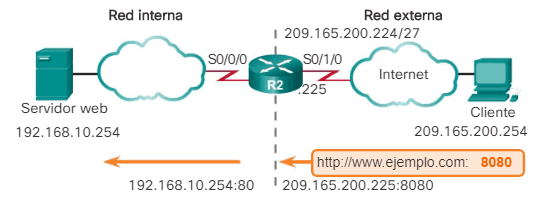 Red interna
Red externa
209.165.200.224/27
S0/0/0
S0/1/0
R2
.225
Internet
Servidor web
192.168.10.254
Cliente
209.165.200.254
http://www.ejemplo.com: 8080
192.168.10.254:80
209.165.200.225:8080